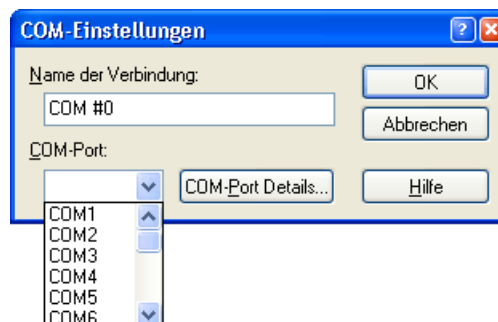 COM-Einstellungen
Name der Verbindung:
COM #0
OK
Abbrechen
COM-Port:
COM-Port Details...
Hilfe
COM1
COM2
COM3
COM4
COM5
COM6